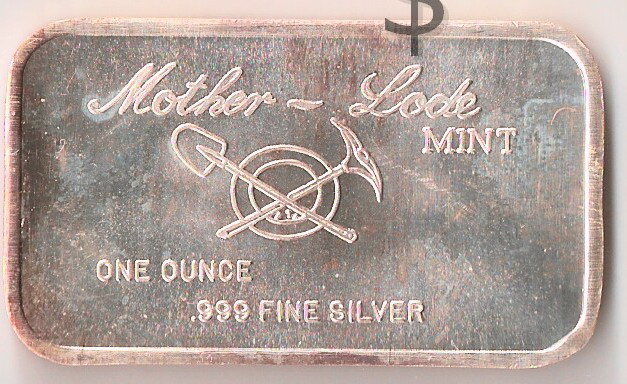 Mother - Lode
MINT
ONE OUNCE
.999 FINE SILVER